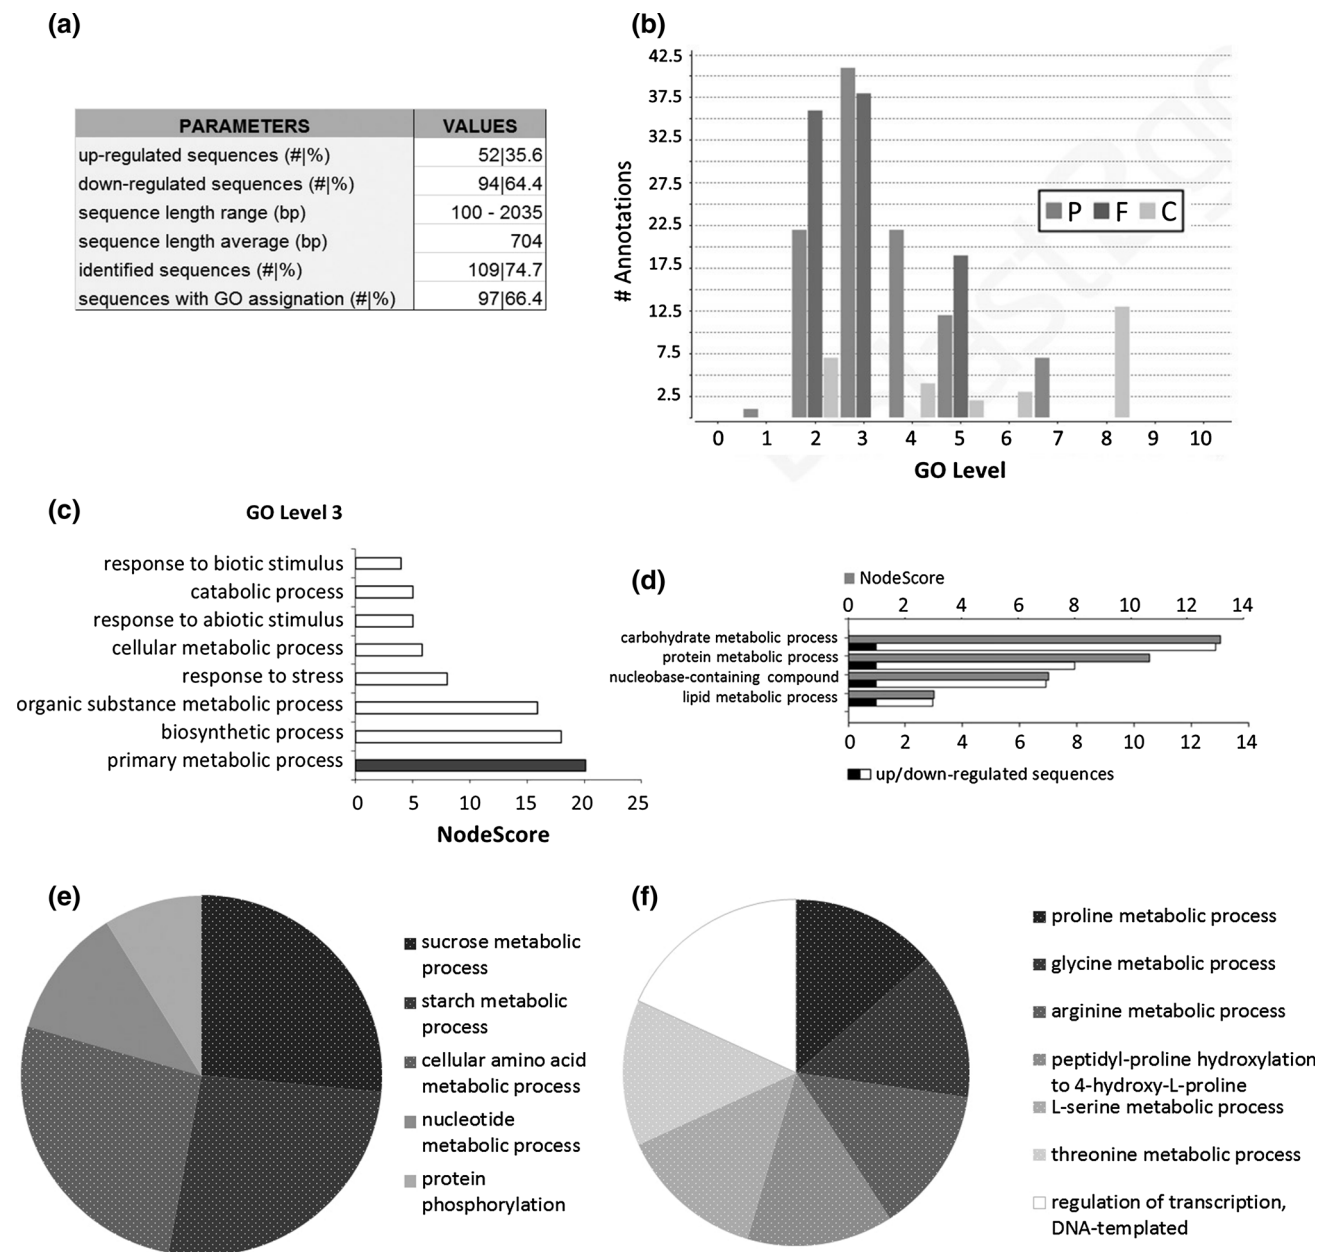 (a)
PARAMETERS VALUES
up-regulated sequences (#|%) 52|35.6
down-regulated sequences (#|%) 94|64.4
sequence length range (bp) 100 - 2035
sequence length average (bp) 704
identified sequences (#|%) 109|74.7
sequences with GO assignation (#|%) 97|66.4
(b)
# Annotations
42.5
37.5
32.5
27.5
22.5
17.5
12.5
7.5
2.5
P F C
0 1 2 3 4 5 6 7 8 9 10
GO Level
(c)
GO Level 3
response to biotic stimulus
catabolic process
response to abiotic stimulus
cellular metabolic process
response to stress
organic substance metabolic process
biosynthetic process
primary metabolic process
0 5 10 15 20 25
NodeScore
(d)
NodeScore
0 2 4 6 8 10 12 14
carbohydrate metabolic process
protein metabolic process
nucleobase-containing compound
lipid metabolic process
0 2 4 6 8 10 12 14
up/down-regulated sequences
(e)
sucrose metabolic
process
starch metabolic
process
cellular amino acid
metabolic process
nucleotide
metabolic process
protein
phosphorylation
(f)
proline metabolic process
glycine metabolic process
arginine metabolic process
peptidyl-proline hydroxylation
to 4-hydroxy-L-proline
L-serine metabolic process
threonine metabolic process
regulation of transcription,
DNA-templated